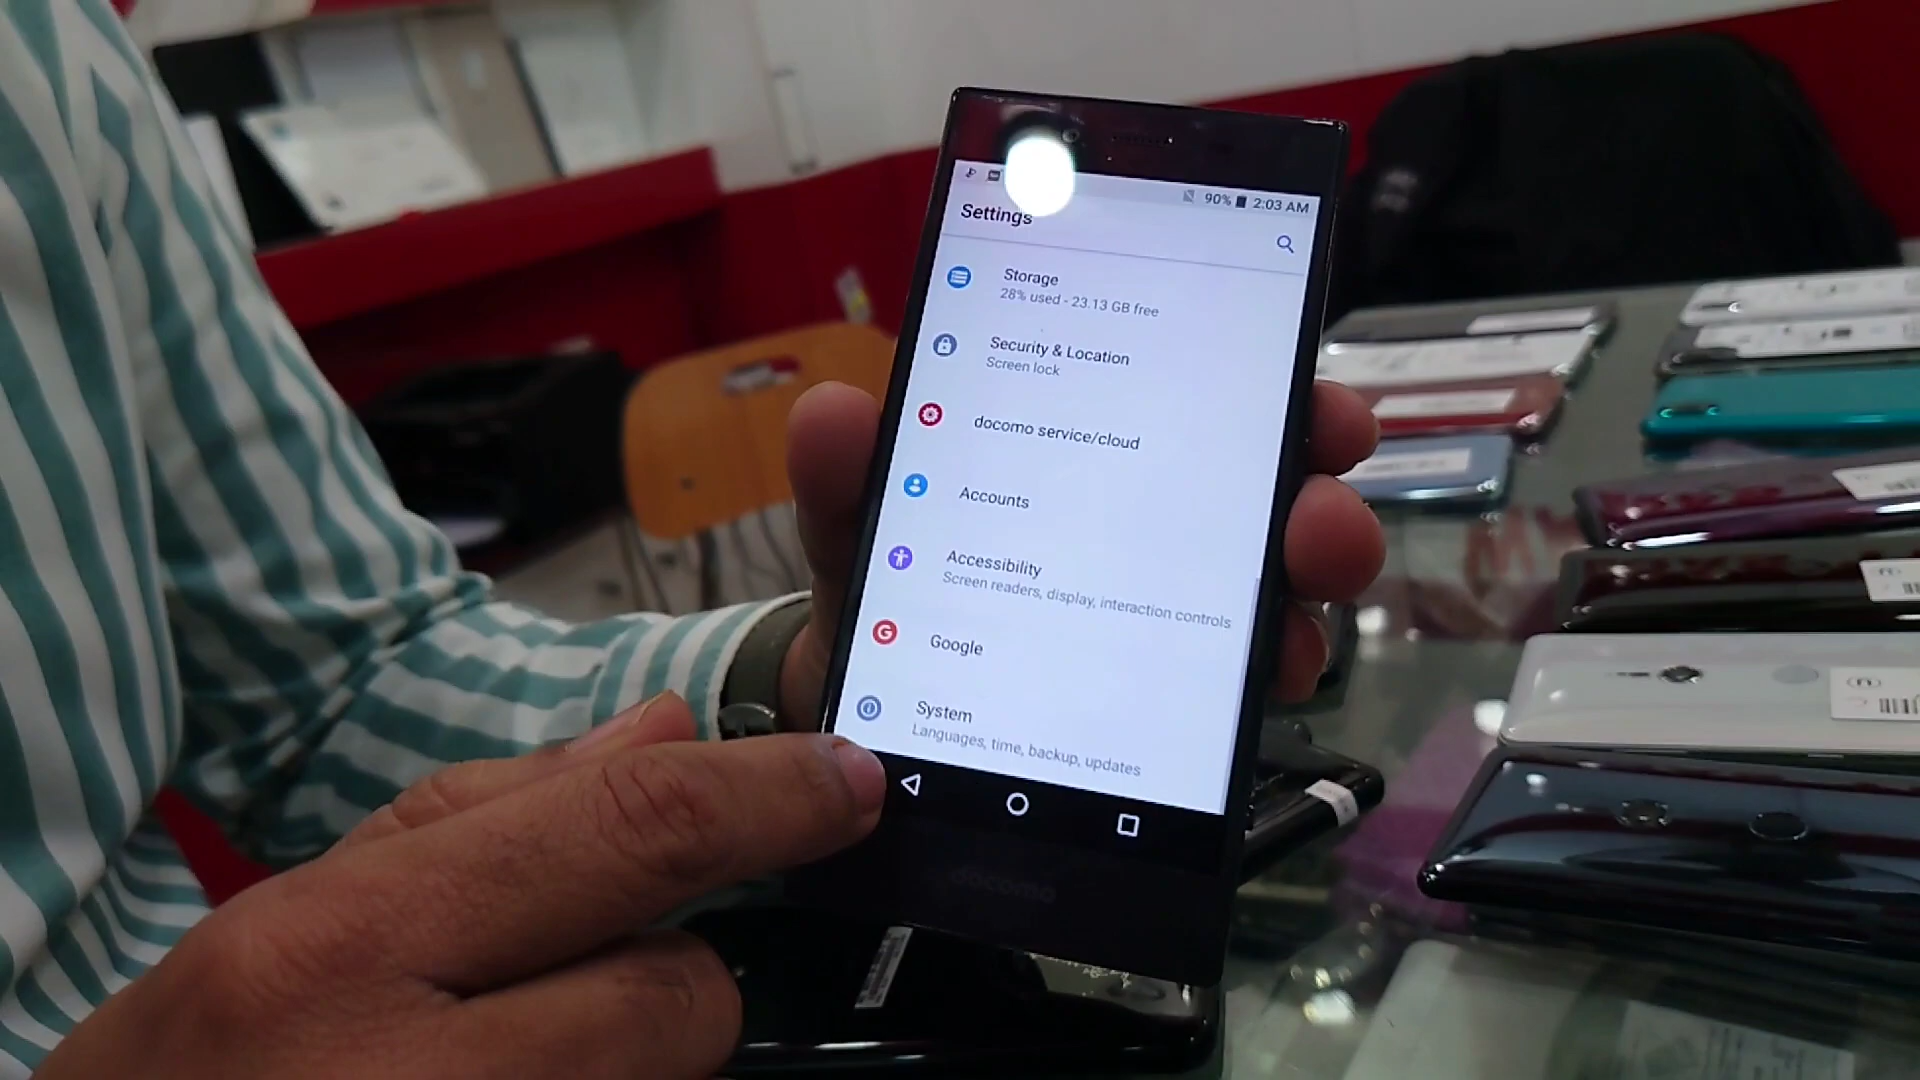 90% 2:03 AM
Settings
Storage
28% used - 23.13 GB free
Security & Location
Screen lock
docomo service/cloud
Accounts
Accessibility
Screen readers, display, interaction controls
G
Google
System
Languages, time, backup, updates
docomo